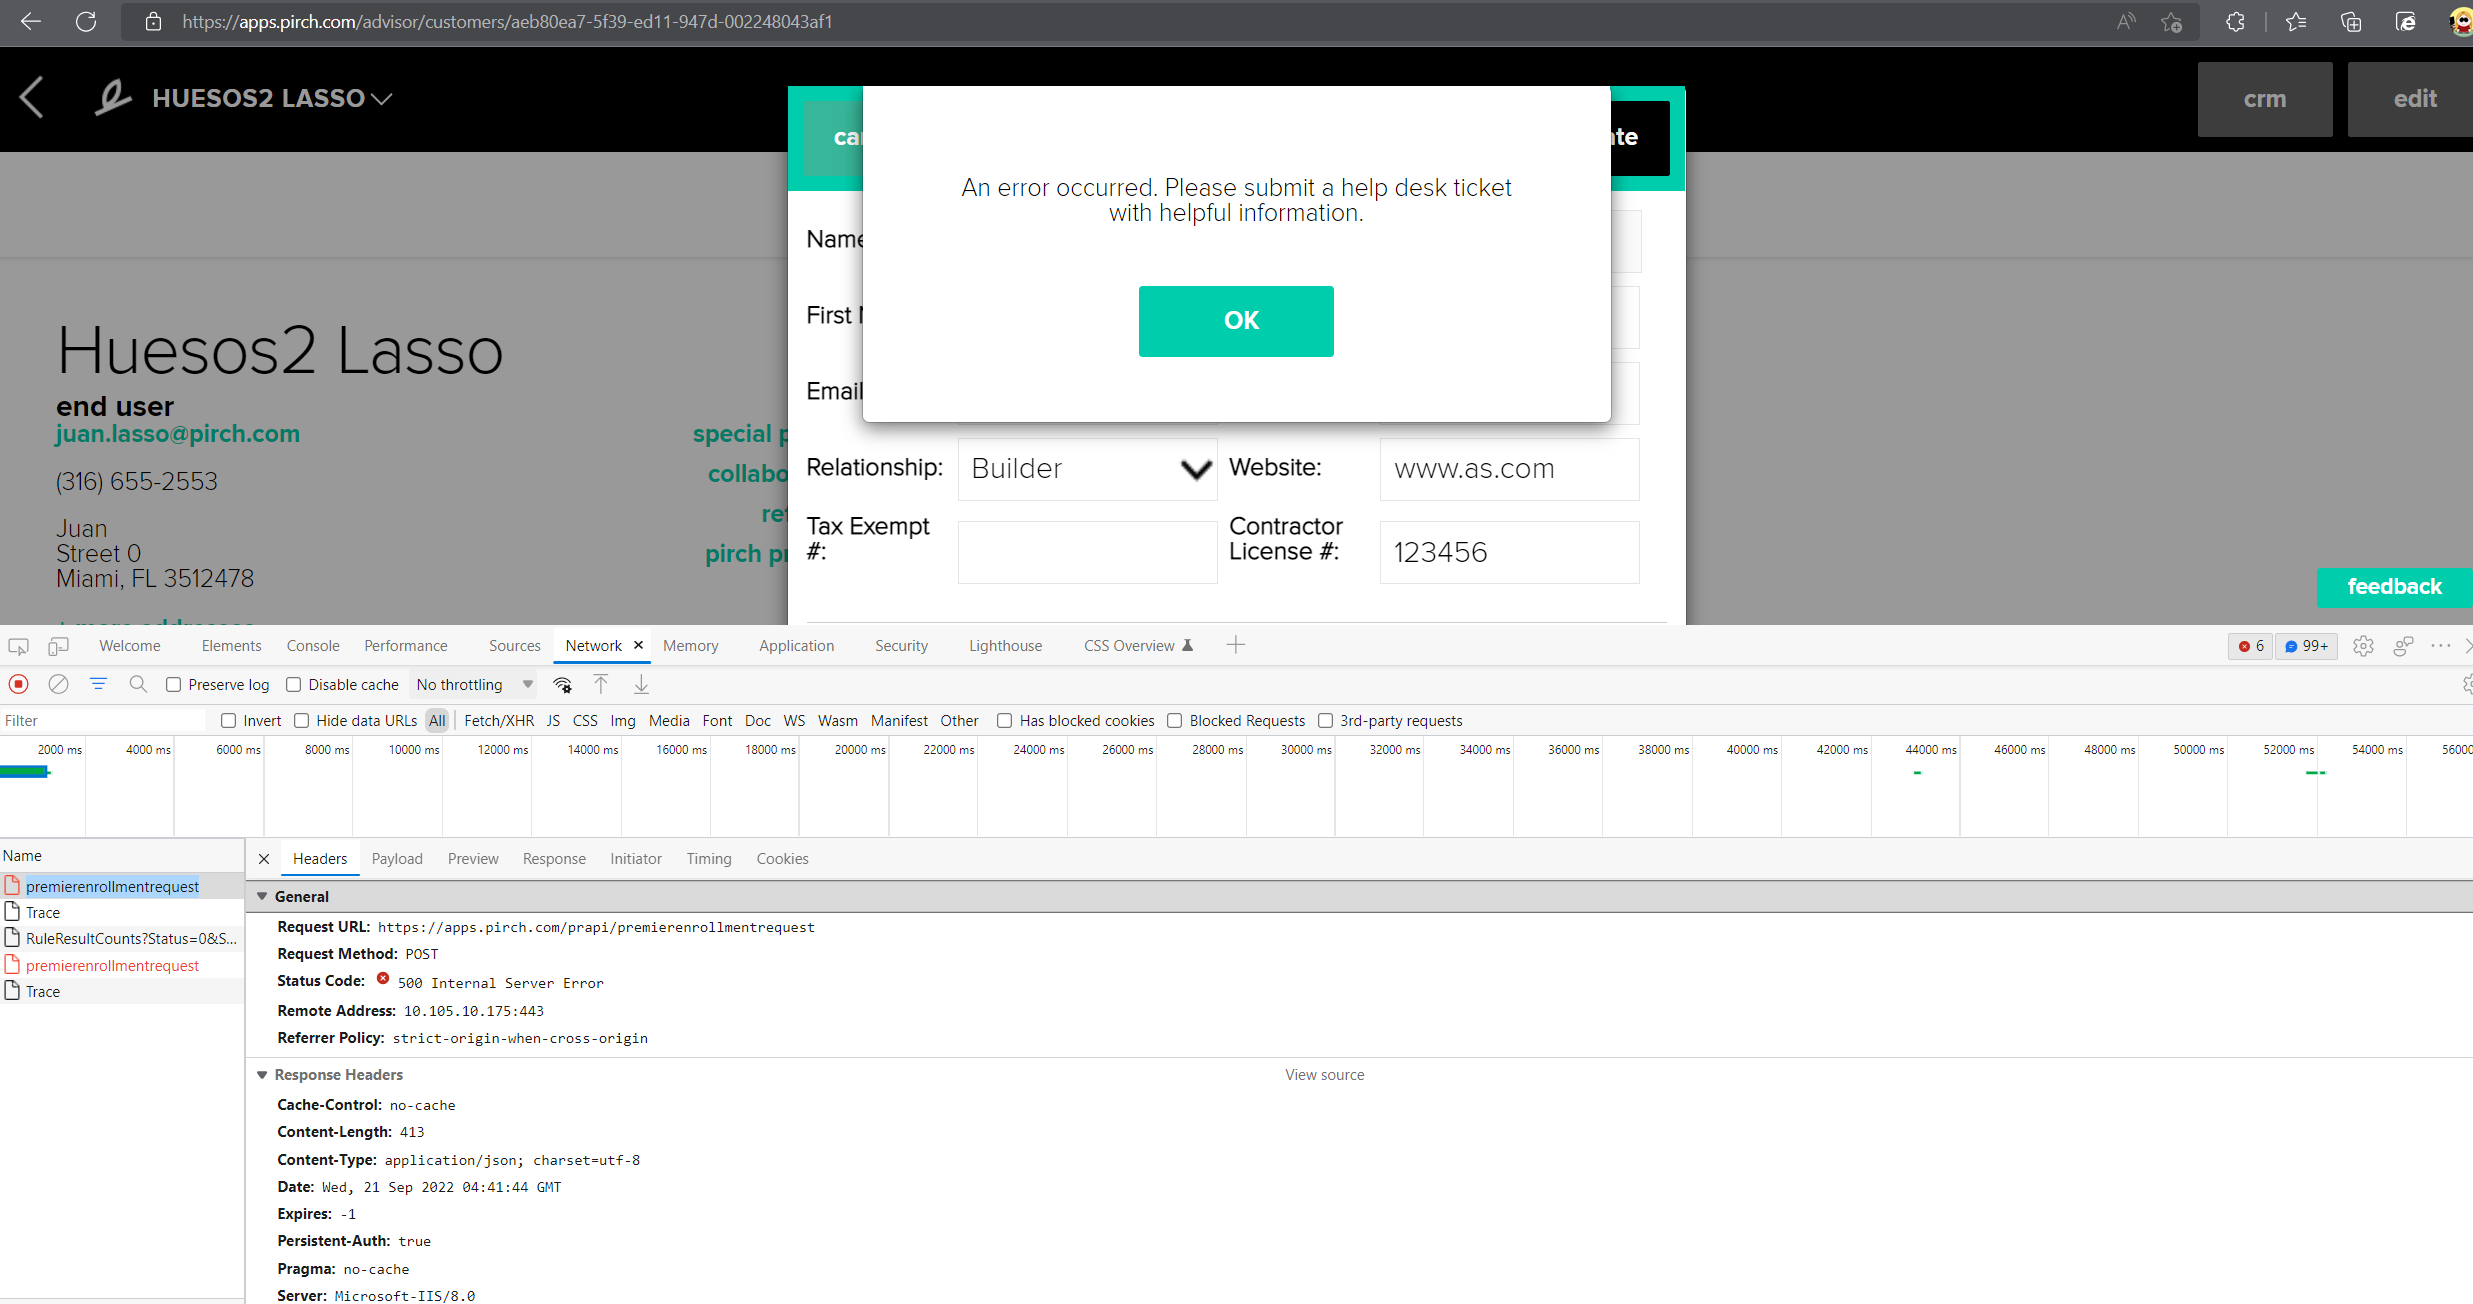 https://apps.pirch.com/advisor/customers/aeb80ea7-5f39-ed11-947d-002248043af1
HUESOS2 LASSO
crm
edit
An error occurred. Please submit a help desk ticket
with helpful information.
OK
Name
First
Email
Relationship:
Builder
Website:
www.as.com
Tax Exempt
#:
Contractor
License #:
123456
Huesos2 Lasso
end user
juan.lasso@pirch.com
(316) 655-2553
Juan
Street 0
Miami, FL 3512478
special
pirch
feedback
Welcome Elements Console Performance Sources Network Memory Application Security Lighthouse CSS Overview
6 99+
Preserve log Disable cache No throttling
Filter Invert Hide data URLs All Fetch/XHR JS CSS Img Media Font Doc WS Wasm Manifest Other Has blocked cookies Blocked Requests 3rd-party requests
2000 ms 4000 ms 6000 ms 8000 ms 10000 ms 12000 ms 14000 ms 16000 ms 18000 ms 20000 ms 22000 ms 24000 ms 26000 ms 28000 ms 30000 ms 32000 ms 34000 ms 36000 ms 38000 ms 40000 ms 42000 ms 44000 ms 46000 ms 48000 ms 50000 ms 52000 ms 54000 ms 56000
Name
premierenrollmentrequest
Trace
RuleResultCounts?Status=0&S...
premierenrollmentrequest
Trace
Headers Payload Preview Response Initiator Timing Cookies
General
Request URL: https://apps.pirch.com/prapi/premierenrollmentrequest
Request Method: POST
Status Code: 500 Internal Server Error
Remote Address: 10.105.10.175:443
Referrer Policy: strict-origin-when-cross-origin
Response Headers View source
Cache-Control: no-cache
Content-Length: 413
Content-Type: application/json; charset=utf-8
Date: Wed, 21 Sep 2022 04:41:44 GMT
Expires: -1
Persistent-Auth: true
Pragma: no-cache
Server: Microsoft-IIS/8.0